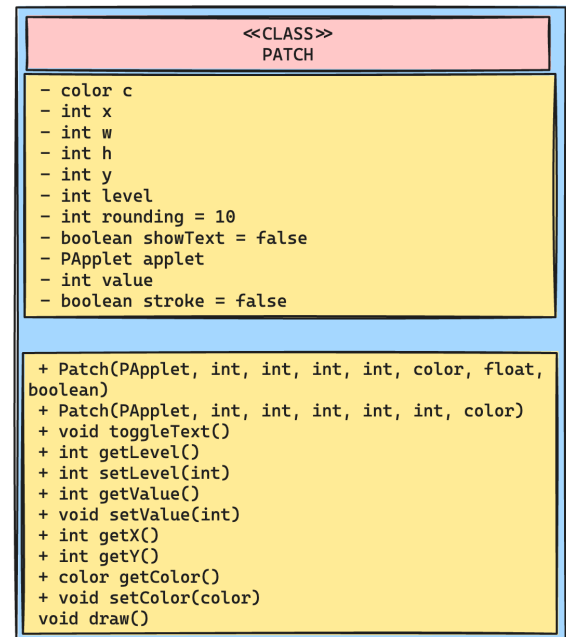 ≪CLASS≫
PATCH
- color c
- int x
- int w
- int h
- int y
- int level
- int rounding = 10
- boolean showText = false
- PApplet applet
- int value
- boolean stroke = false
+ Patch(PApplet, int, int, int, int, color, float,
boolean)
+ Patch(PApplet, int, int, int, int, int, color)
+ void toggleText()
+ int getLevel()
+ int setLevel(int)
+ int getValue()
+ void setValue(int)
+ int getX()
+ int getY()
+ color getColor()
+ void setColor(color)
void draw()